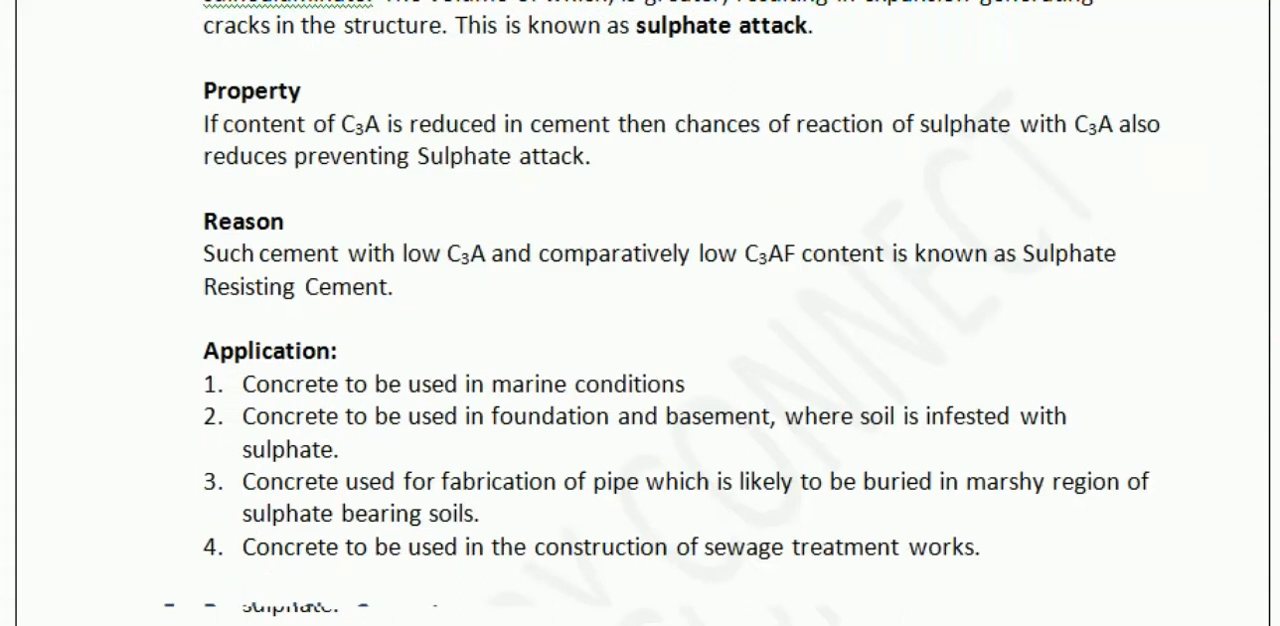 cracks in the structure. This is known as sulphate attack.
Property
If content of C₃A is reduced in cement then chances of reaction of sulphate with C₃A also
reduces preventing Sulphate attack.
Reason
Such cement with low C₃A and comparatively low C₃AF content is known as Sulphate
Resisting Cement.
Application:
1. Concrete to be used in marine conditions
2. Concrete to be used in foundation and basement, where soil is infested with
sulphate.
3. Concrete used for fabrication of pipe which is likely to be buried in marshy region of
sulphate bearing soils.
4. Concrete to be used in the construction of sewage treatment works.
CONNECT